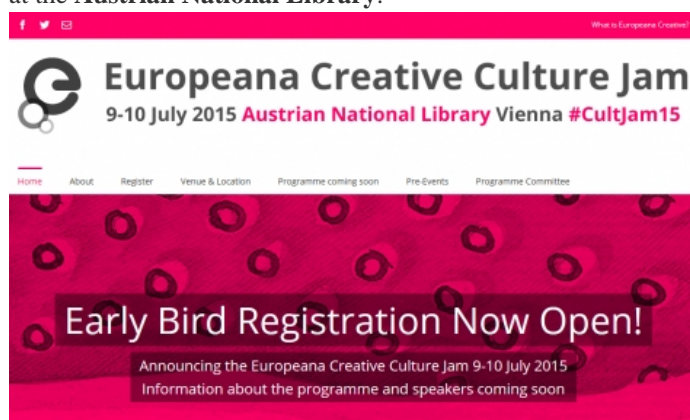 at the Austrian National Library.
What is Europeana Creative?
Europeana Creative Culture Jam
9-10 July 2015 Austrian National Library Vienna #CultJam15
Home About Register Venue & Location Programme coming soon Pre-Events Programme Committee
Early Bird Registration Now Open!
Announcing the Europeana Creative Culture Jam 9-10 July 2015
Information about the programme and speakers coming soon